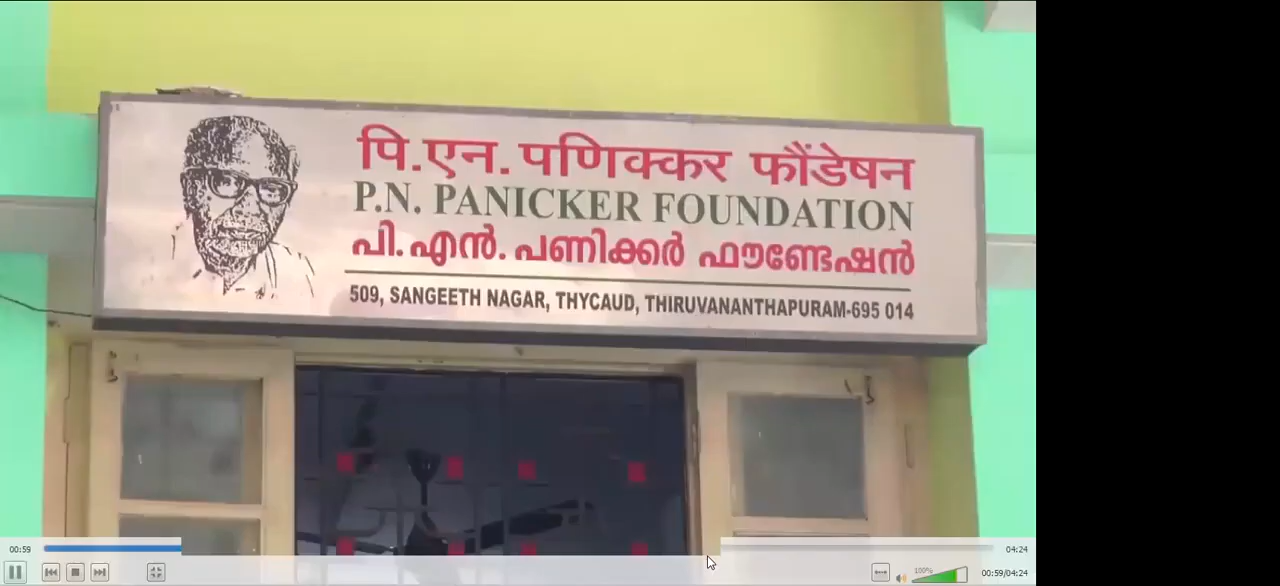 पि.एन. पणिक्कर फौंडेषन
P.N. PANICKER FOUNDATION
പി.എൻ. പണിക്കർ ഫൗണ്ടേഷൻ
509, SANGEETH NAGAR, THYCAUD, THIRUVANANTHAPURAM-695 014
00:59
04:24
100%
00:59/04:24